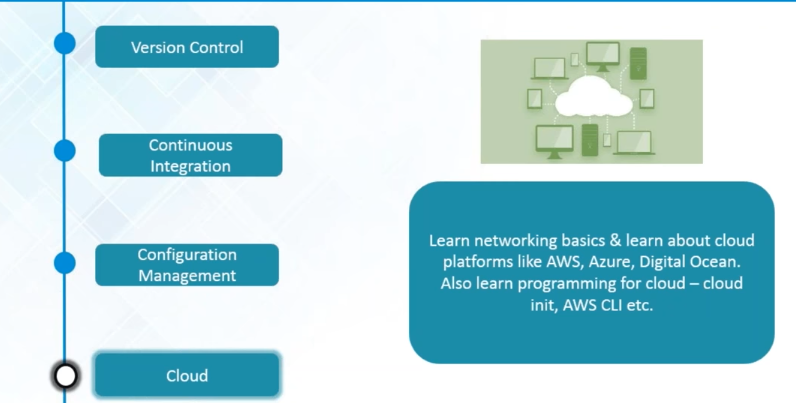 Version Control
Continuous
Integration
Configuration
Management
Cloud
Learn networking basics & learn about cloud
platforms like AWS, Azure, Digital Ocean.
Also learn programming for cloud – cloud
init, AWS CLI etc.